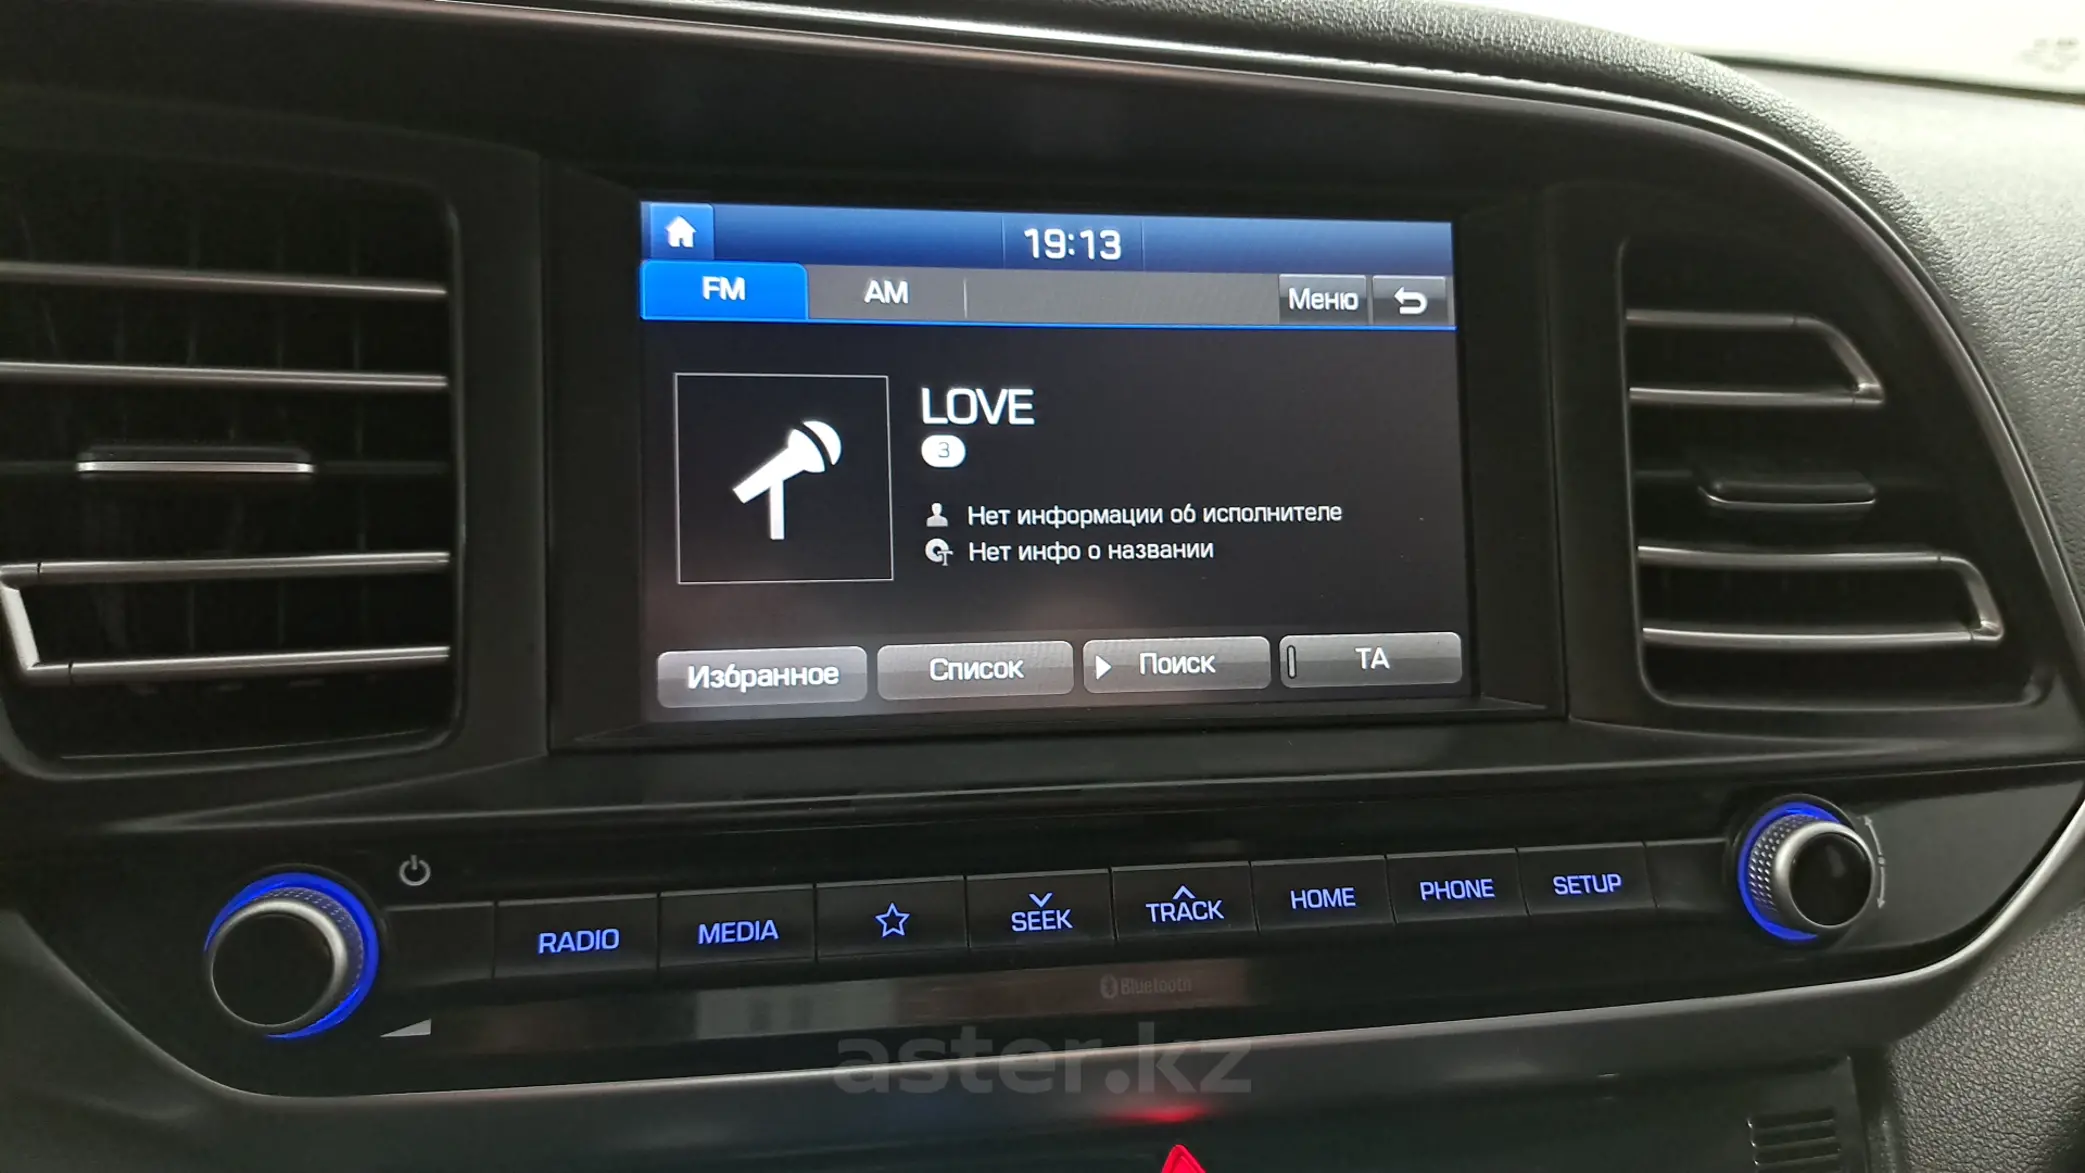 19:13
FM
AM
Меню
LOVE
3
Нет информации об исполнителе
Нет инфо о названии
Избранное
Список
Поиск
TA
RADIO
MEDIA
SEEK
TRACK
HOME
PHONE
SETUP
Bluetooth
aster.kz